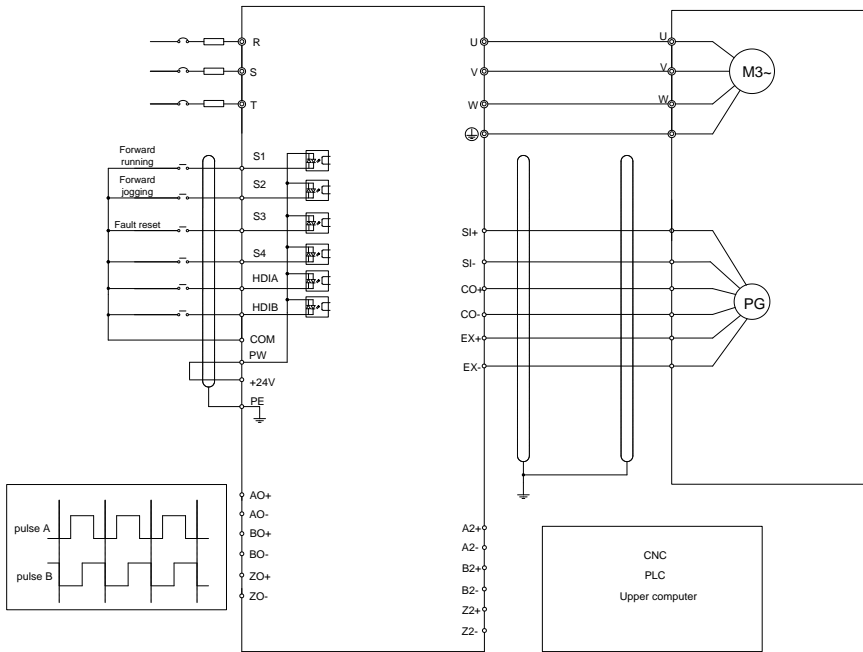 R
S
T
U
V
W
U
V
W
M3~
Forward
running
S1
Forward
jogging
S2
Fault reset
S3
S4
HDIA
HDIB
COM
PW
+24V
PE
SI+
SI-
CO+
CO-
EX+
EX-
PG
pulse A
pulse B
AO+
AO-
BO+
BO-
ZO+
ZO-
A2+
A2-
B2+
B2-
Z2+
Z2-
CNC
PLC
Upper computer